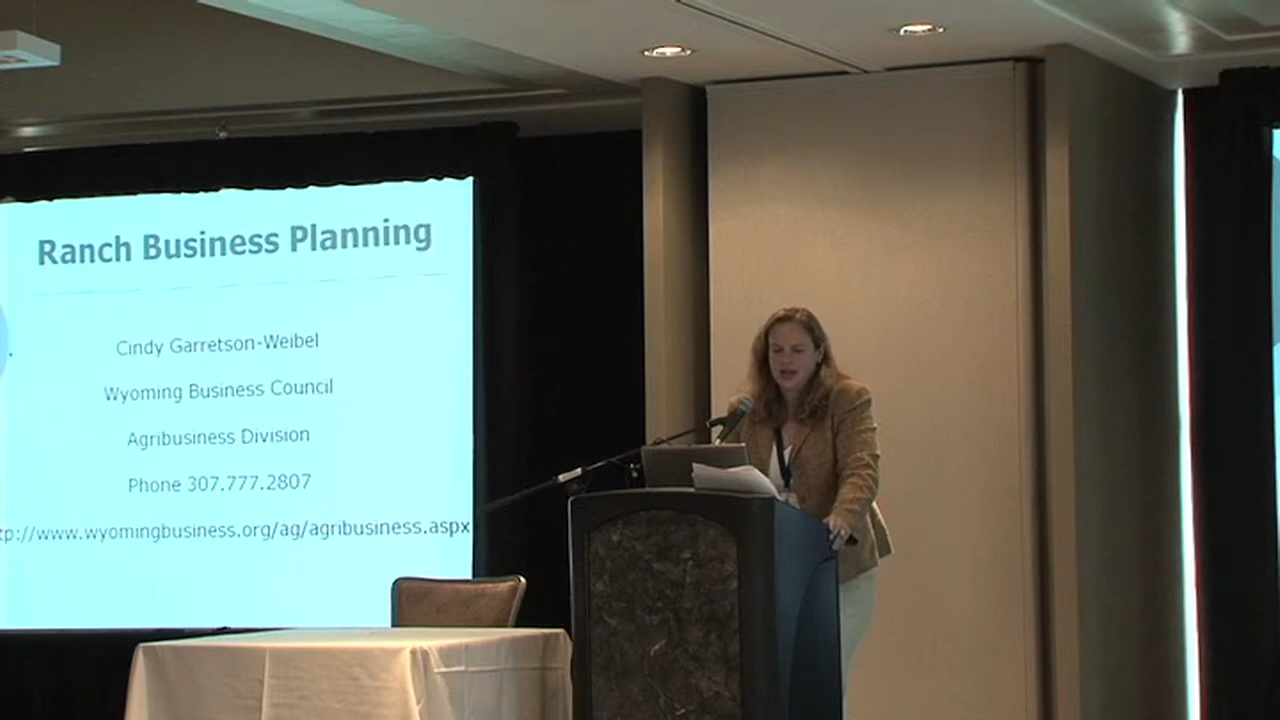 Ranch Business Planning
Cindy Garretson-Weibel
Wyoming Business Council
Agribusiness Division
Phone 307.777.2807
tp://www.wyomingbusiness.org/ag/agribusiness.aspx